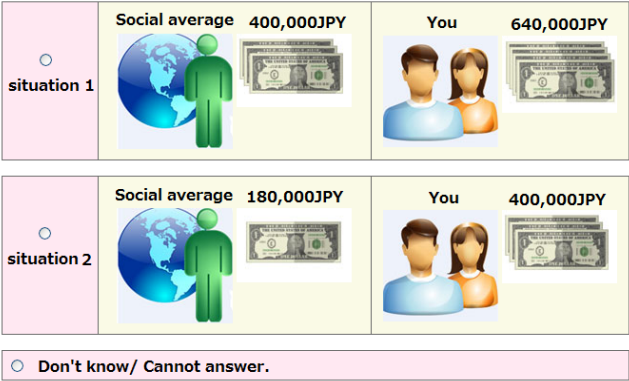 Social average 400,000JPY You 640,000JPY
situation 1
Social average 180,000JPY You 400,000JPY
situation 2
Don't know/ Cannot answer.